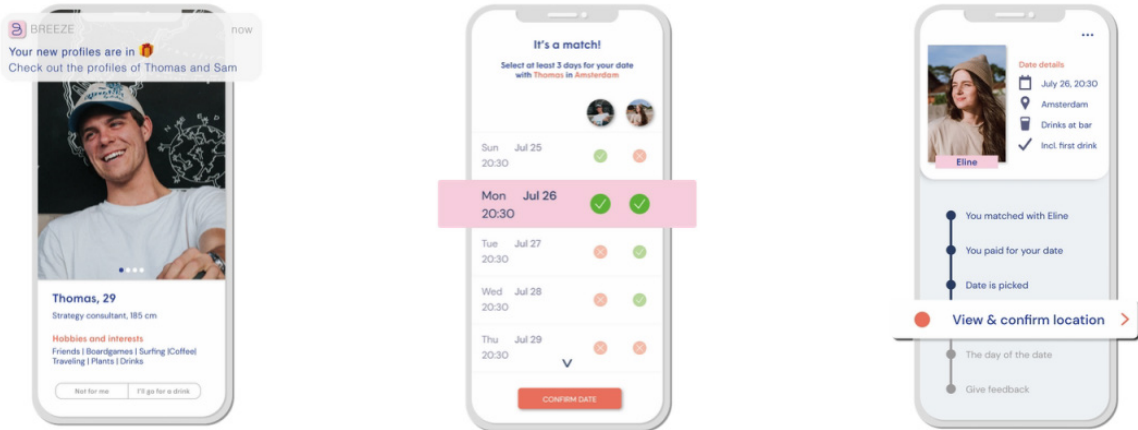 BREEZE now
Your new profiles are in
Check out the profiles of Thomas and Sam
Thomas, 29
Strategy consultant, 185 cm
Hobbies and interests
Friends | Boardgames | Surfing |Coffee|
Traveling | Plants | Drinks
Not for me I'll go for a drink
It's a match!
Select at least 3 days for your date
with Thomas in Amsterdam
Sun Jul 25
20:30
Mon Jul 26
20:30
Tue Jul 27
20:30
Wed Jul 28
20:30
Thu Jul 29
20:30
CONFIRM DATE
Date details
July 26, 20:30
Amsterdam
Drinks at bar
Incl. first drink
Eline
You matched with Eline
You paid for your date
Date is picked
View & confirm location
The day of the date
Give feedback